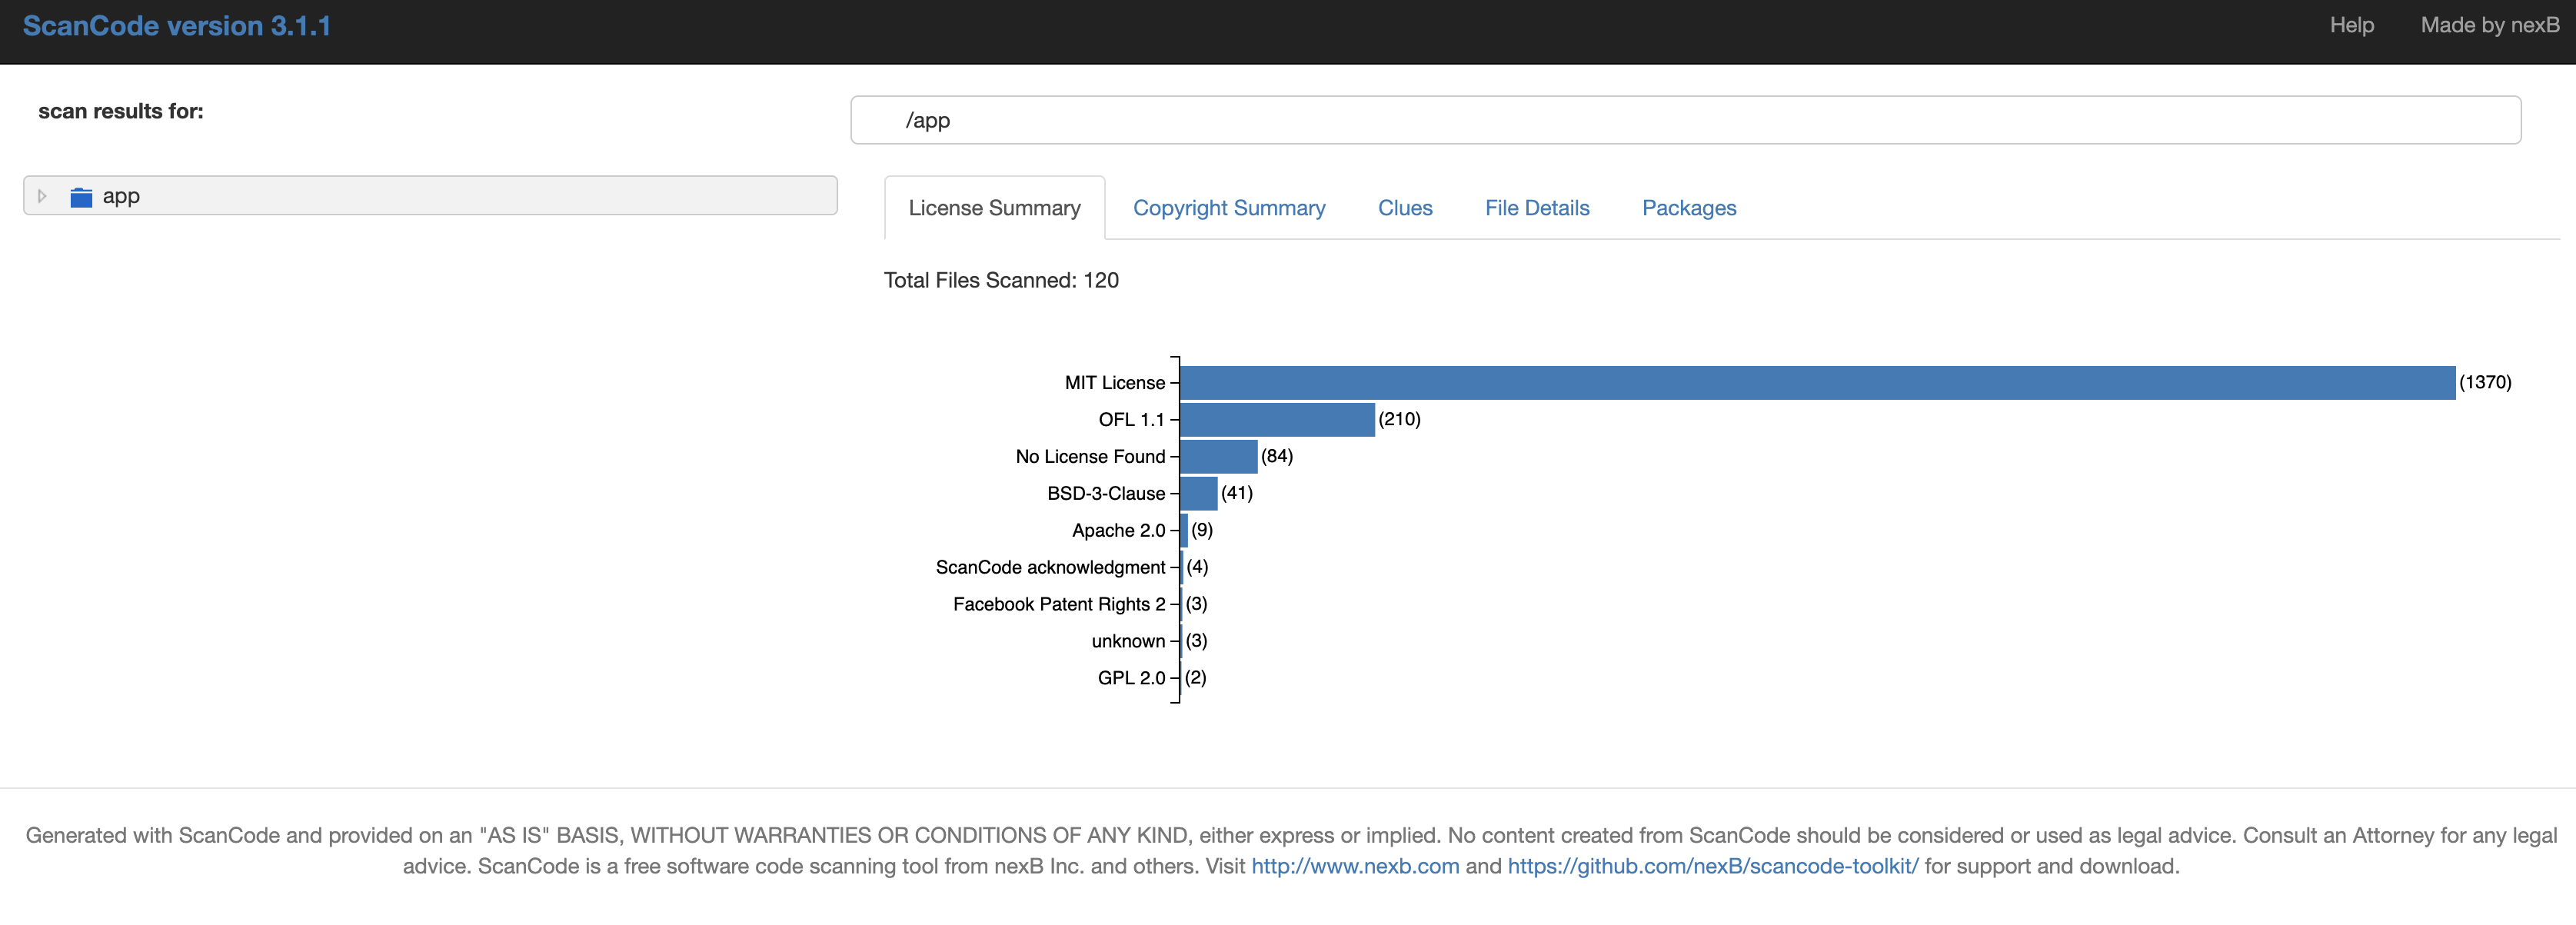 ScanCode version 3.1.1
Help
Made by nexB
scan results for:
/app
app
License Summary
Copyright Summary
Clues
File Details
Packages
Total Files Scanned: 120
MIT License (1370)
OFL 1.1 (210)
No License Found (84)
BSD-3-Clause (41)
Apache 2.0 (9)
ScanCode acknowledgment (4)
Facebook Patent Rights 2 (3)
unknown (3)
GPL 2.0 (2)
Generated with ScanCode and provided on an "AS IS" BASIS, WITHOUT WARRANTIES OR CONDITIONS OF ANY KIND, either express or implied. No content created from ScanCode should be considered or used as legal advice. Consult an Attorney for any legal
advice. ScanCode is a free software code scanning tool from nexB Inc. and others. Visit http://www.nexb.com and https://github.com/nexB/scancode-toolkit/ for support and download.